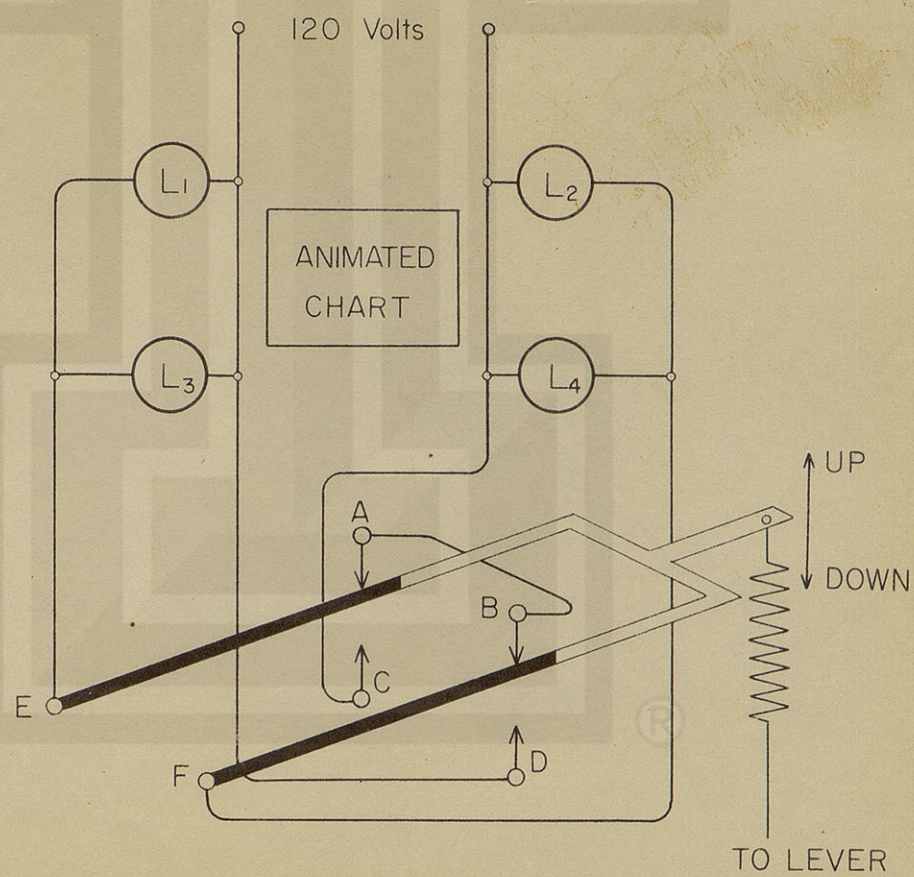 120 Volts
L1
L2
ANIMATED
CHART
L3
L4
UP
A
DOWN
B
C
E
D
F
®
TO LEVER